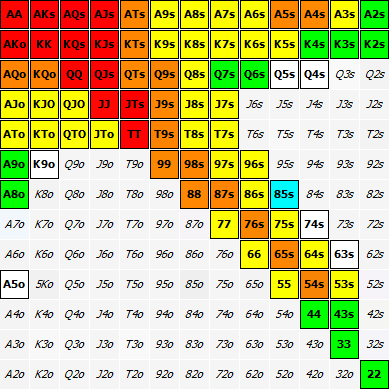 AA AKs AQs AJs ATs A9s A8s A7s A6s A5s A4s A3s A2s
AKo KK KQs KJs KTs K9s K8s K7s K6s K5s K4s K3s K2s
AQo KQo QQ QJs QTs Q9s Q8s Q7s Q6s Q5s Q4s Q3s Q2s
AJo KJO QJO JJ JTs J9s J8s J7s J6s J5s J4s J3s J2s
ATo KTo QTO JTo TT T9s T8s T7s T6s T5s T4s T3s T2s
A9o K9o Q9o J9o T9o 99 98s 97s 96s 95s 94s 93s 92s
A8o K8o Q8o J8o T8o 98o 88 87s 86s 85s 84s 83s 82s
A7o K7o Q7o J7o T7o 97o 87o 77 76s 75s 74s 73s 72s
A6o K6o Q6o J6o T6o 96o 86o 76o 66 65s 64s 63s 62s
A5o 5Ko Q5o J5o T5o 95o 85o 75o 65o 55 54s 53s 52s
A4o K4o Q4o J4o T4o 94o 84o 74o 64o 54o 44 43s 42s
A3o K3o Q3o J3o T3o 93o 83o 73o 63o 53o 43o 33 32s
A2o K2o Q2o J2o T2o 92o 82o 72o 62o 52o 42o 32o 22